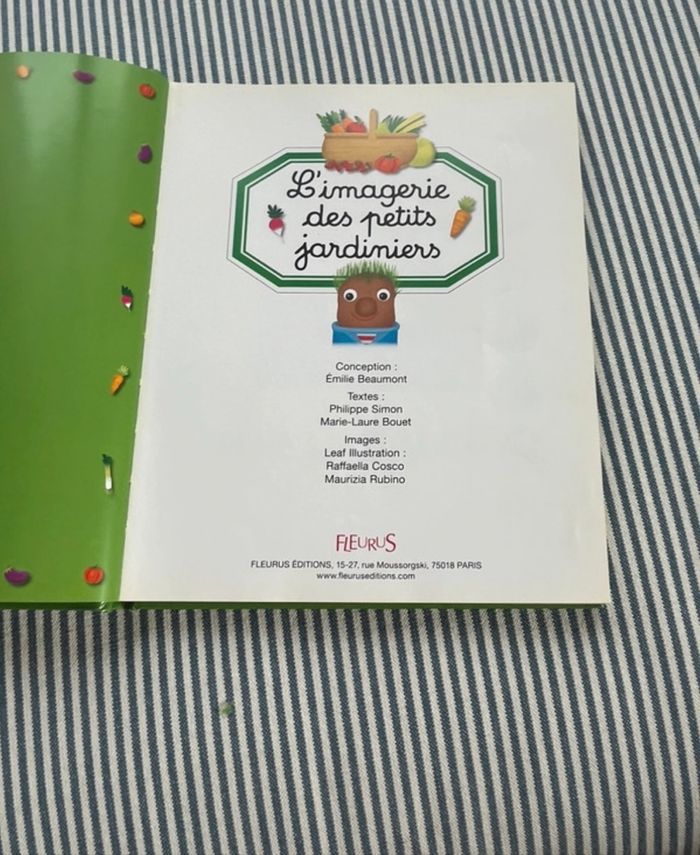 L'imagerie
des petits
jardiniers
Conception :
Émilie Beaumont
Textes :
Philippe Simon
Marie-Laure Bouet
Images :
Leaf Illustration :
Raffaella Cosco
Maurizia Rubino
FLEURUS
FLEURUS ÉDITIONS, 15-27, rue Moussorgski, 75018 PARIS
www.fleuruseditions.com